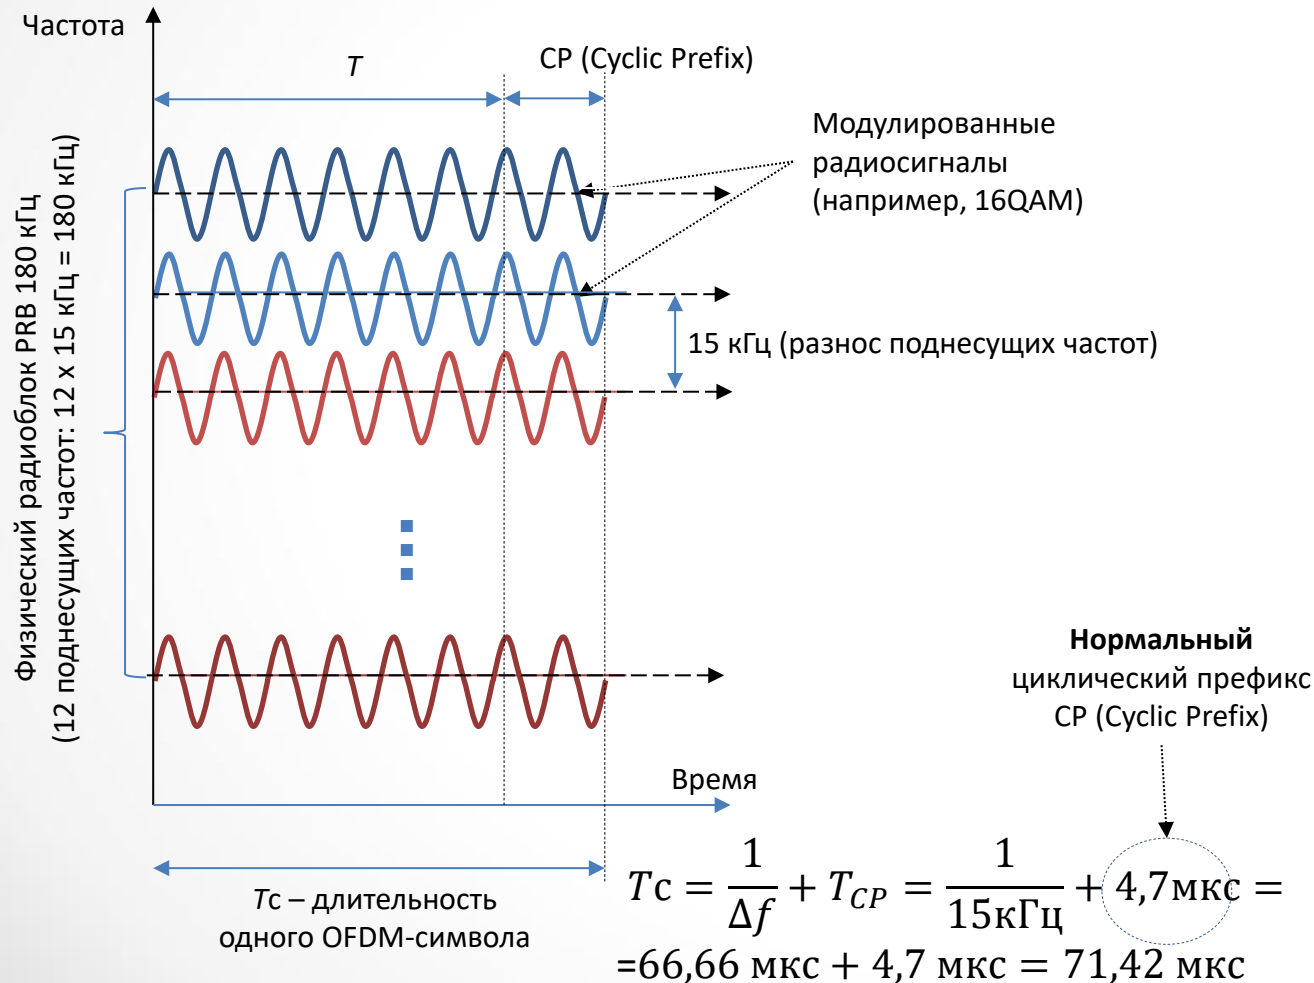 Частота
T
CP (Cyclic Prefix)
Модулированные
радиосигналы
(например, 16QAM)
Физический радиоблок PRB 180 кГц
(12 поднесущих частот: 12 x 15 кГц = 180 кГц)
15 кГц (разнос поднесущих частот)
Нормальный
циклический префикс
CP (Cyclic Prefix)
Время
Tс – длительность
одного OFDM-символа
Tс = 1/Δf + T_CP = 1/15кГц + 4,7мкс =
=66,66 мкс + 4,7 мкс = 71,42 мкс